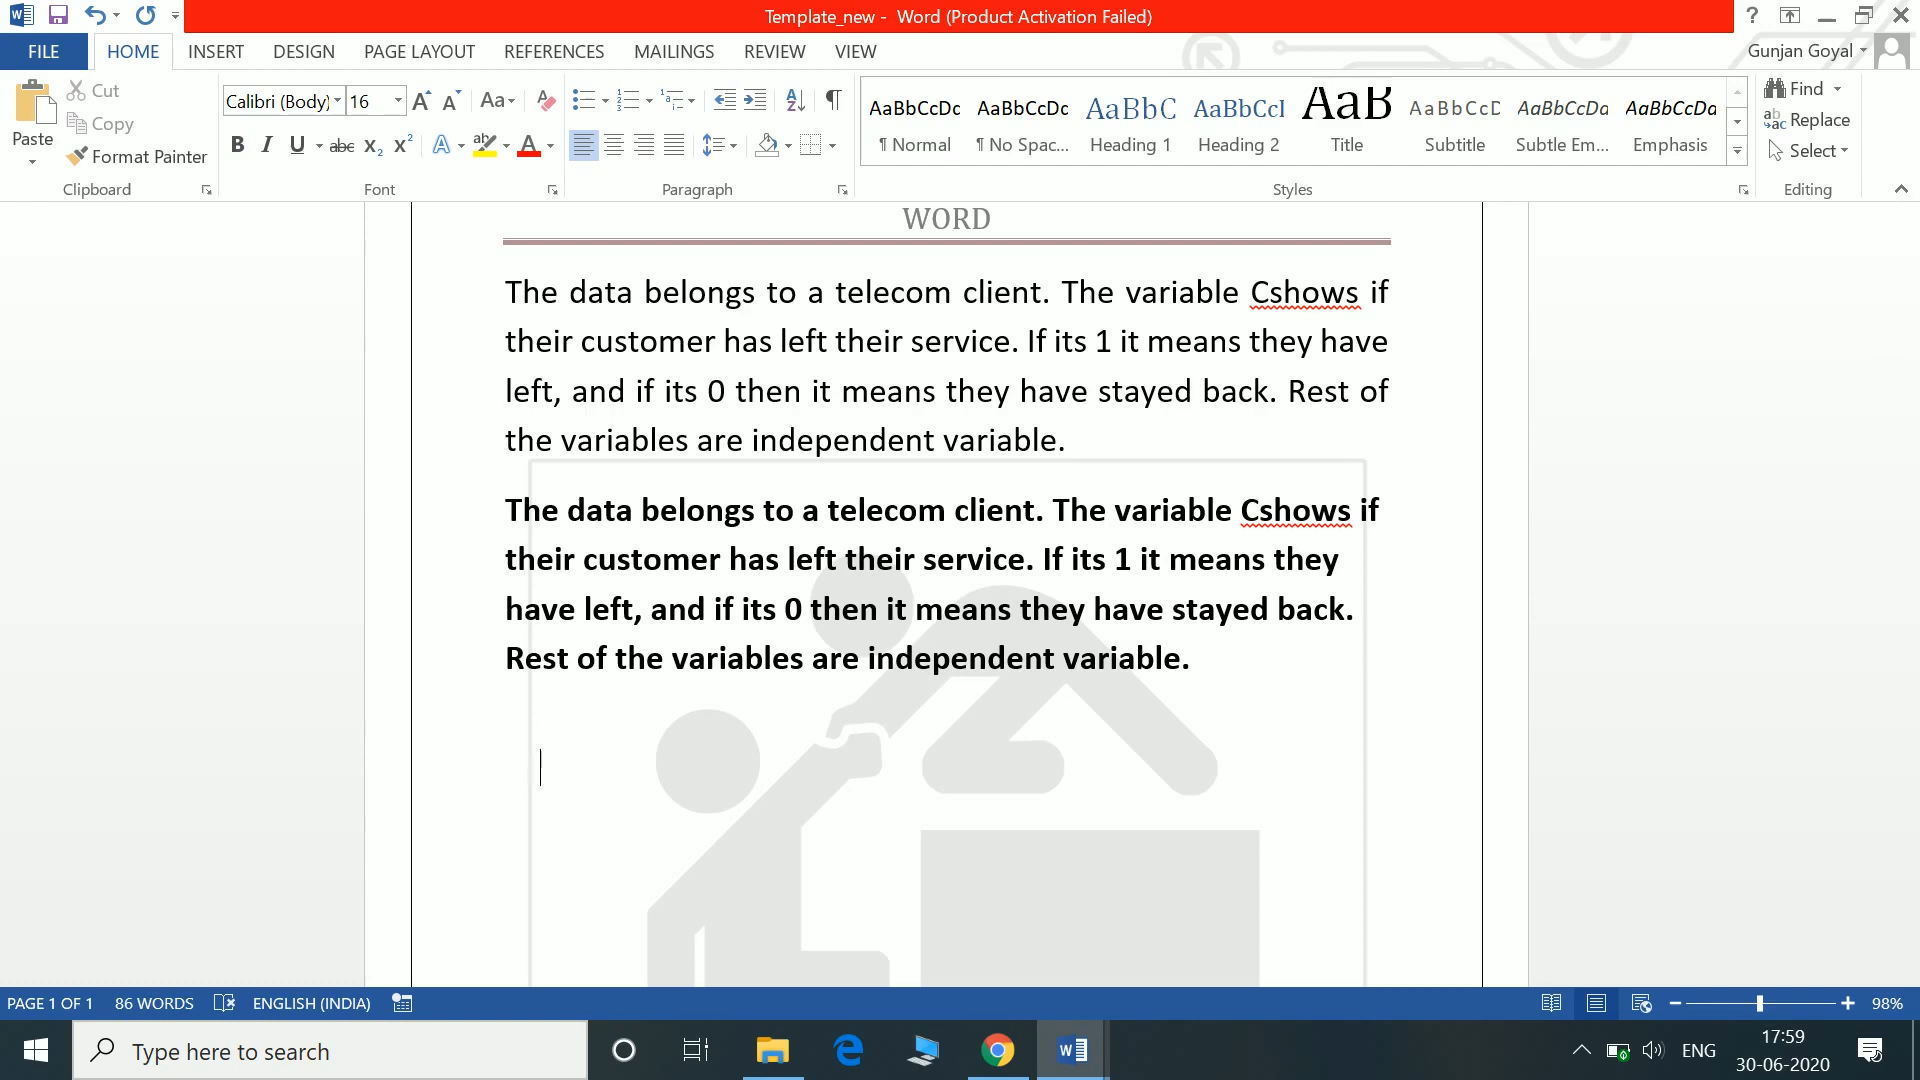 Template_new - Word (Product Activation Failed)
FILE HOME INSERT DESIGN PAGE LAYOUT REFERENCES MAILINGS REVIEW VIEW Gunjan Goyal
Paste
Cut
Copy
Format Painter
Clipboard
Calibri (Body) 16
Font
Paragraph
AaBbCcDc AaBbCcDc AaBbC AaBbCcI AaB AaBbCcD AaBbCcDa AaBbCcDa
¶ Normal ¶ No Spac... Heading 1 Heading 2 Title Subtitle Subtle Em... Emphasis
Styles
Find
Replace
Select
Editing
WORD
The data belongs to a telecom client. The variable Cshows if
their customer has left their service. If its 1 it means they have
left, and if its 0 then it means they have stayed back. Rest of
the variables are independent variable.
The data belongs to a telecom client. The variable Cshows if
their customer has left their service. If its 1 it means they
have left, and if its 0 then it means they have stayed back.
Rest of the variables are independent variable.
PAGE 1 OF 1 86 WORDS ENGLISH (INDIA) 98%
Type here to search
ENG
17:59
30-06-2020